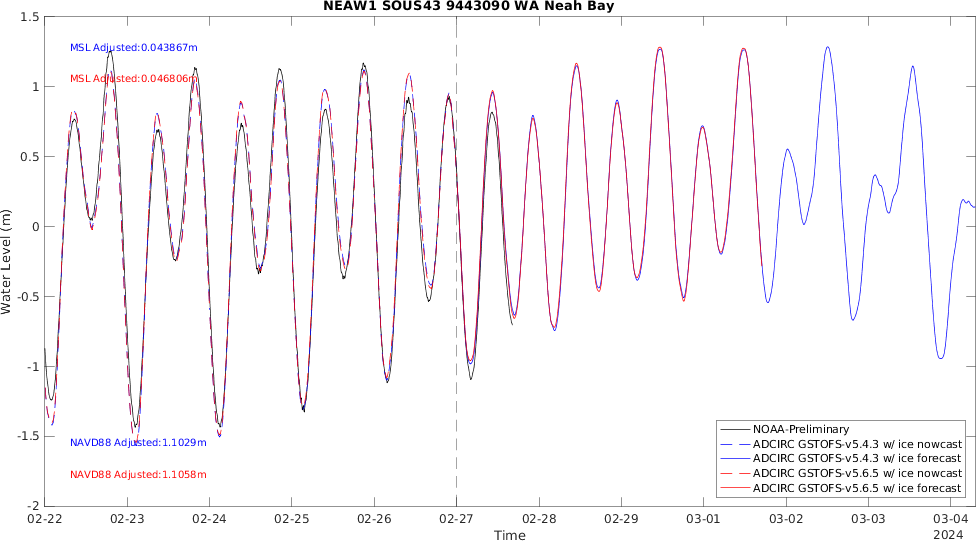 NEAW1 SOUS43 9443090 WA Neah Bay
MSL Adjusted:0.043867m
MSL Adjusted:0.046806m
NAVD88 Adjusted:1.1029m
NAVD88 Adjusted:1.1058m
Water Level (m)
1.5
1
0.5
0
-0.5
-1
-1.5
-2
NOAA-Preliminary
ADCIRC GSTOFS-v5.4.3 w/ ice nowcast
ADCIRC GSTOFS-v5.4.3 w/ ice forecast
ADCIRC GSTOFS-v5.6.5 w/ ice nowcast
ADCIRC GSTOFS-v5.6.5 w/ ice forecast
02-22 02-23 02-24 02-25 02-26 02-27 02-28 02-29 03-01 03-02 03-03 03-04
Time
2024